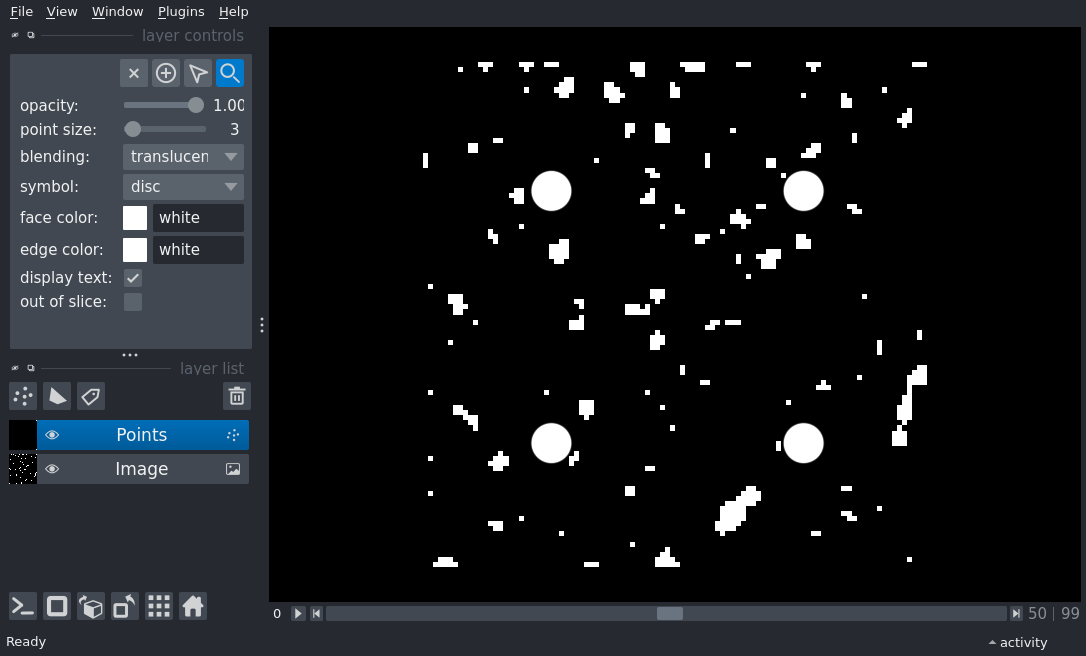 File View Window Plugins Help
layer controls
opacity: 1.00
point size: 3
blending: translucen
symbol: disc
face color: white
edge color: white
display text:
out of slice:
layer list
Points
Image
0 50 | 99
Ready activity